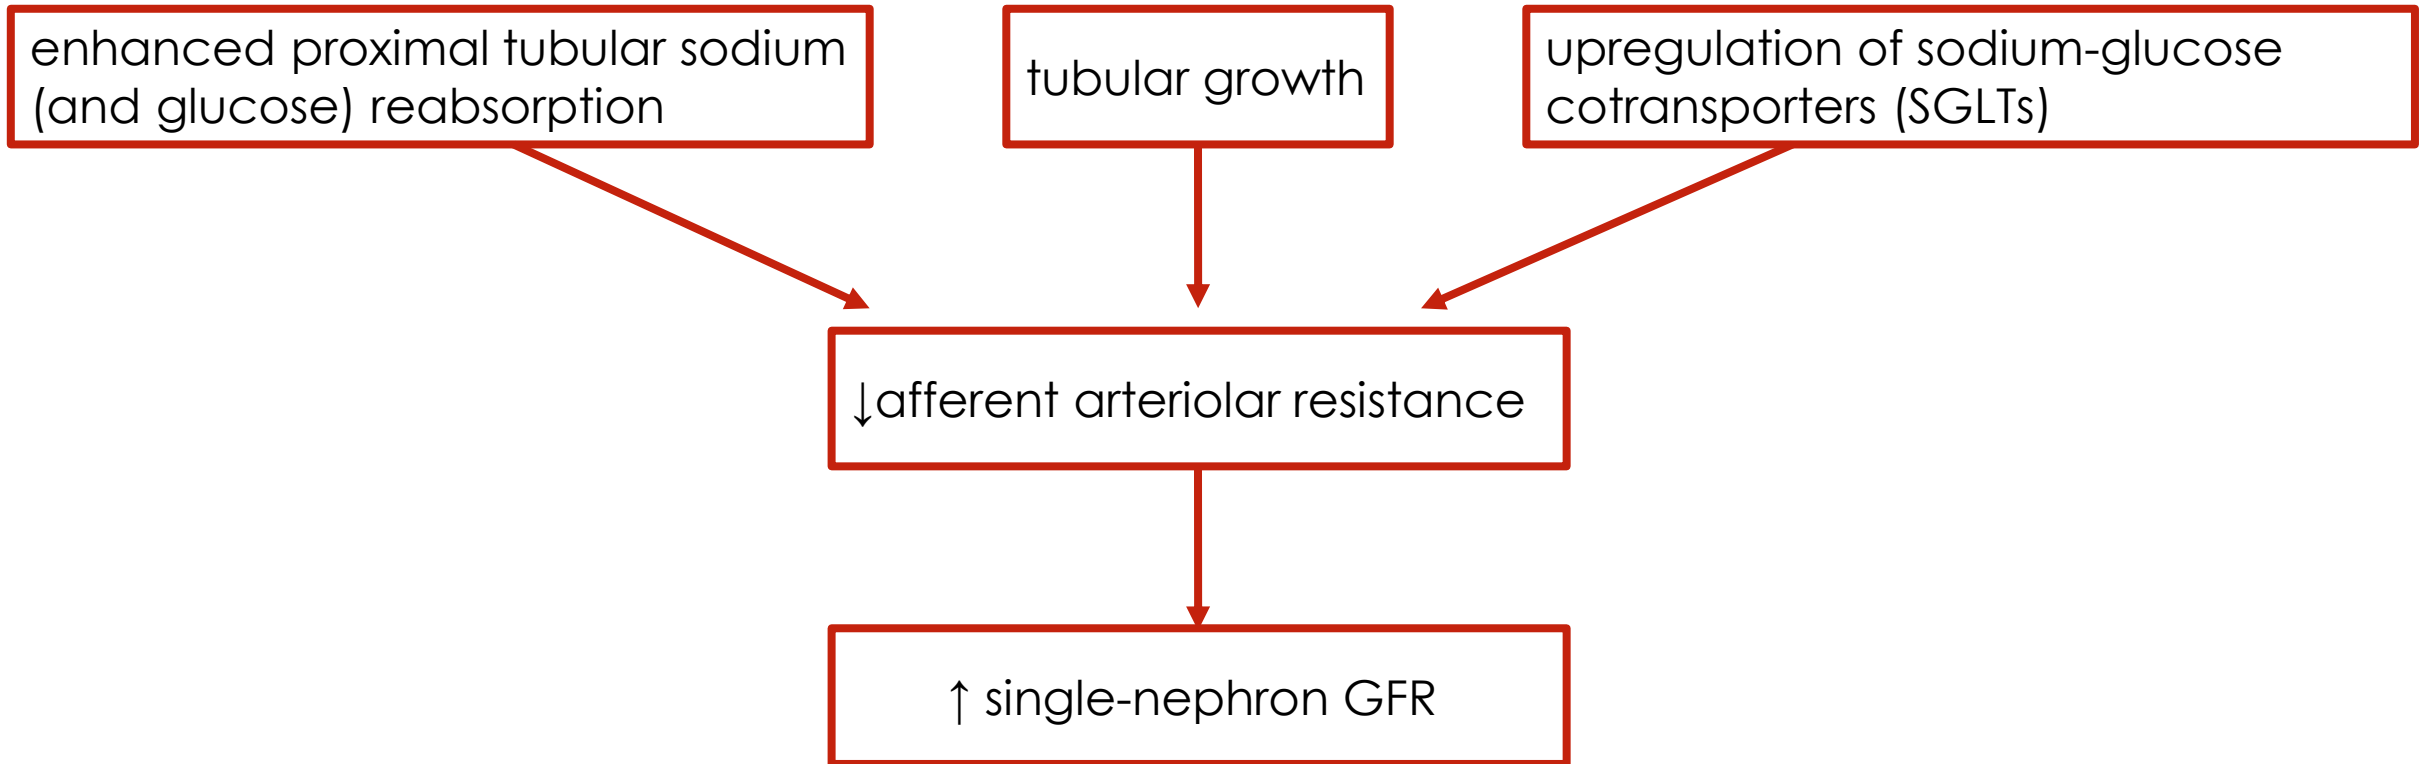 enhanced proximal tubular sodium
(and glucose) reabsorption
tubular growth
upregulation of sodium-glucose
cotransporters (SGLTs)
↓afferent arteriolar resistance
↑ single-nephron GFR